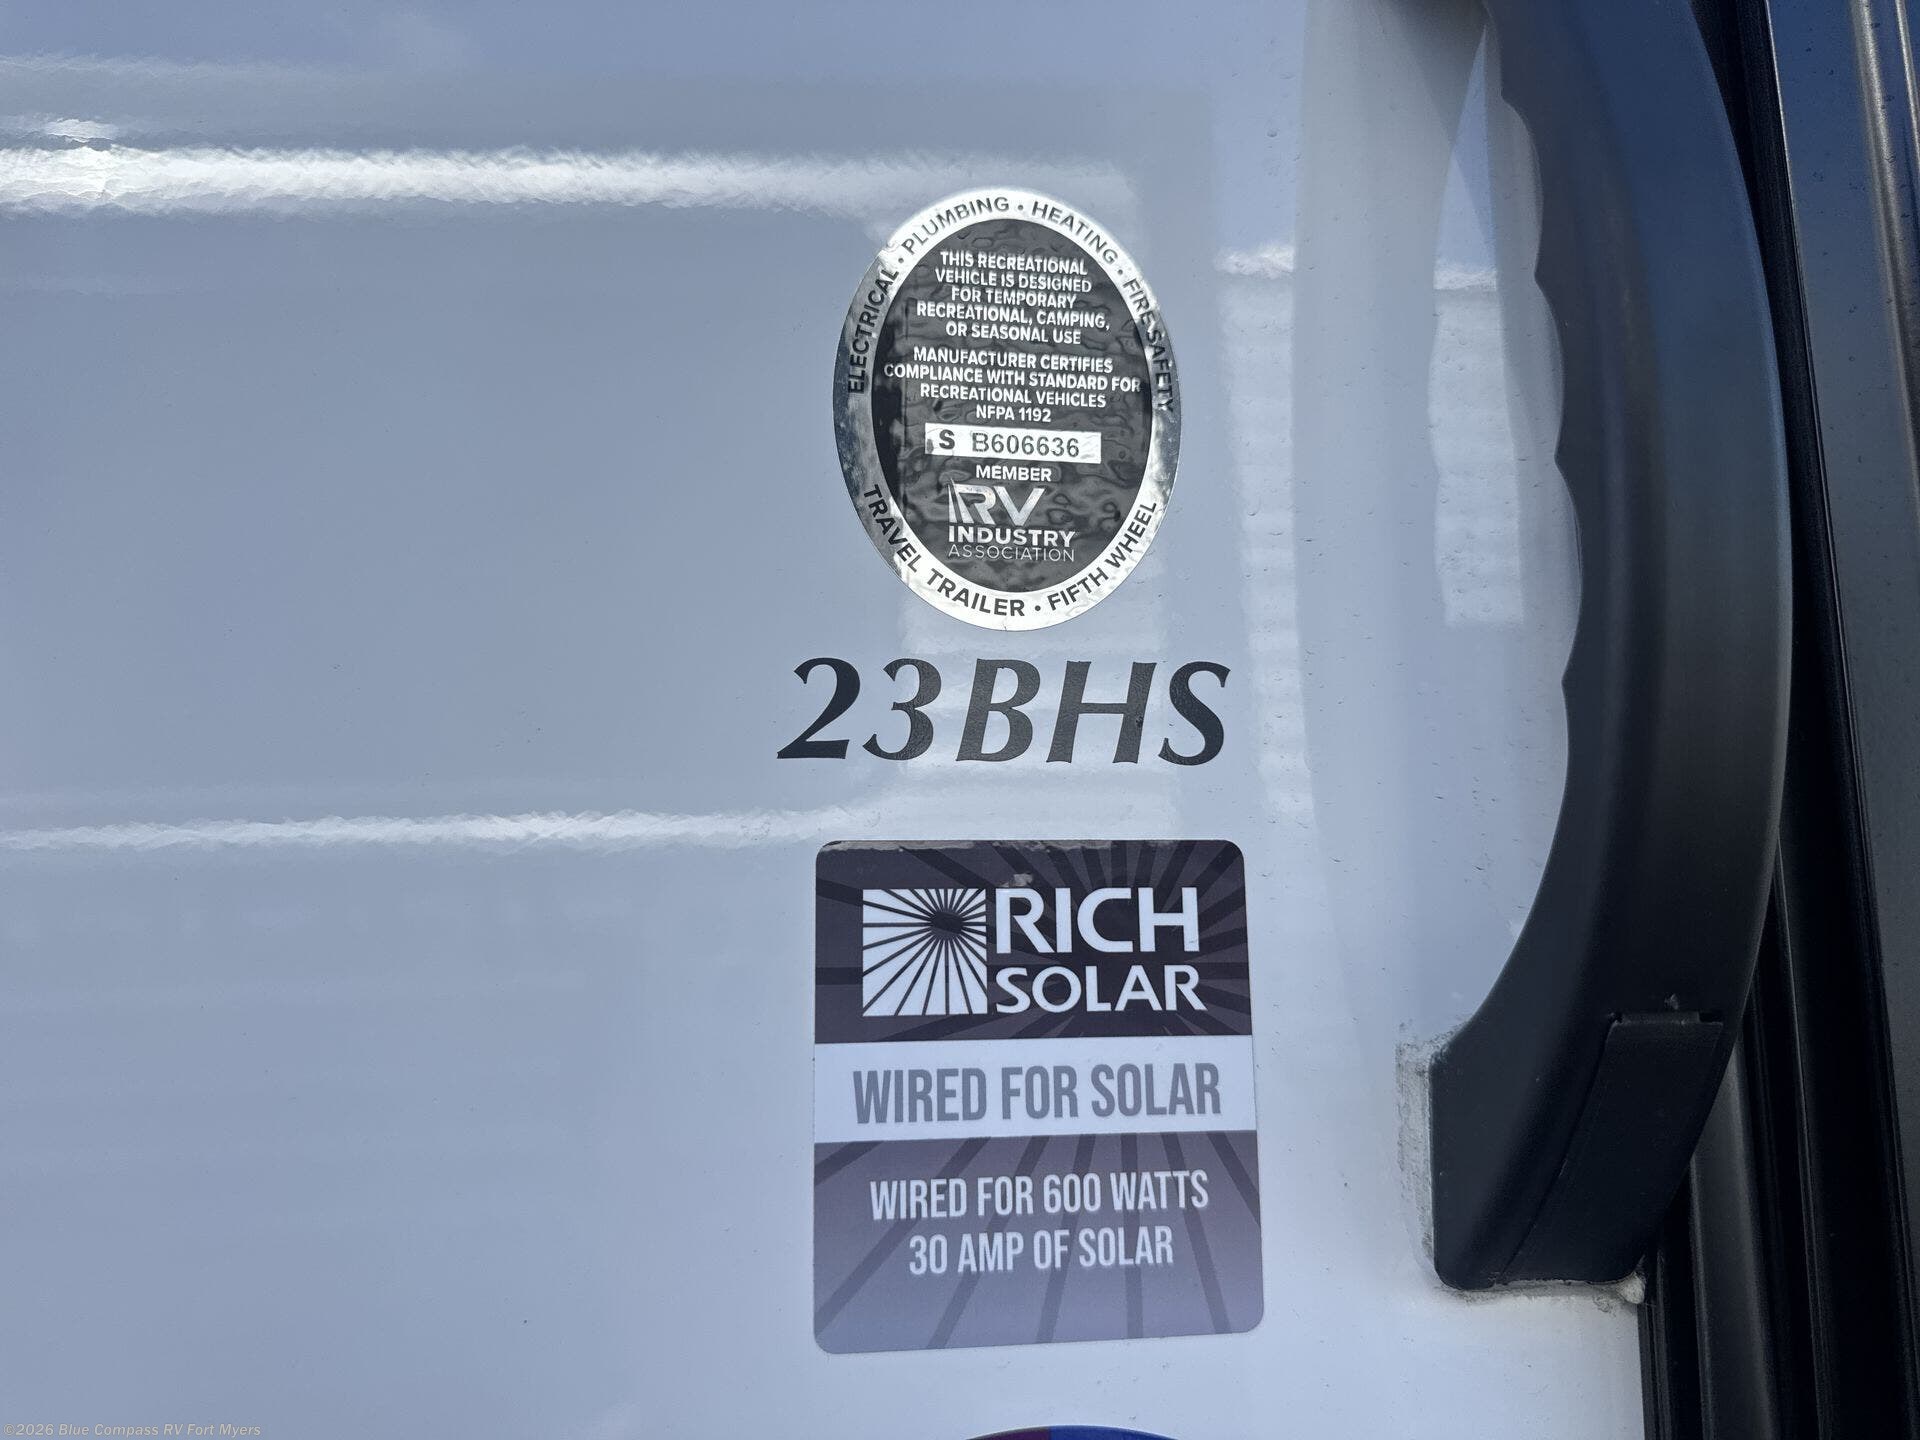 ELECTRICAL • PLUMBING • HEATING • FIRE SAFETY
THIS RECREATIONAL
VEHICLE IS DESIGNED
FOR TEMPORARY
RECREATIONAL, CAMPING,
OR SEASONAL USE
MANUFACTURER CERTIFIES
COMPLIANCE WITH STANDARD FOR
RECREATIONAL VEHICLES
NFPA 1192
S B606636
MEMBER
RV
INDUSTRY
ASSOCIATION
TRAVEL TRAILER • FIFTH WHEEL
23BHS
RICH
SOLAR
WIRED FOR SOLAR
WIRED FOR 600 WATTS
30 AMP OF SOLAR
©2026 Blue Compass RV Fort Myers